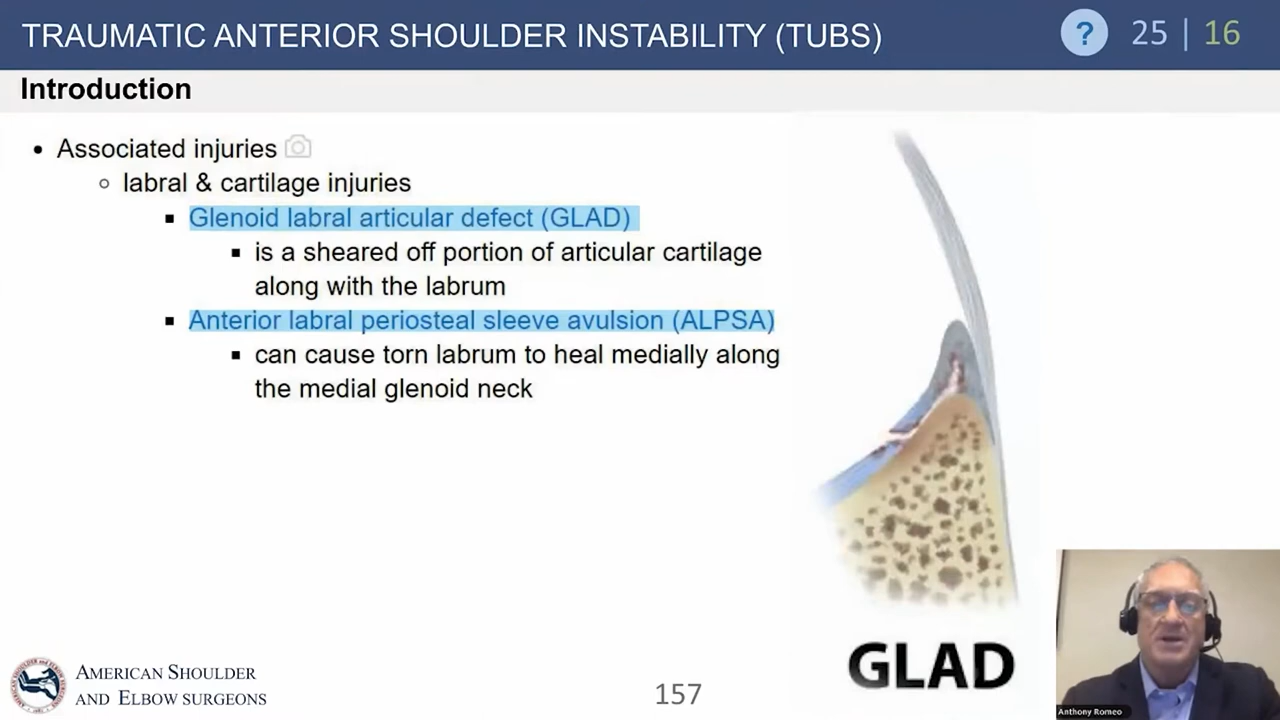 TRAUMATIC ANTERIOR SHOULDER INSTABILITY (TUBS)
? 25 | 16
Introduction
• Associated injuries
○ labral & cartilage injuries
▪ Glenoid labral articular defect (GLAD)
▪ is a sheared off portion of articular cartilage
along with the labrum
▪ Anterior labral periosteal sleeve avulsion (ALPSA)
▪ can cause torn labrum to heal medially along
the medial glenoid neck
GLAD
AMERICAN SHOULDER
AND ELBOW SURGEONS
157
Anthony Romeo